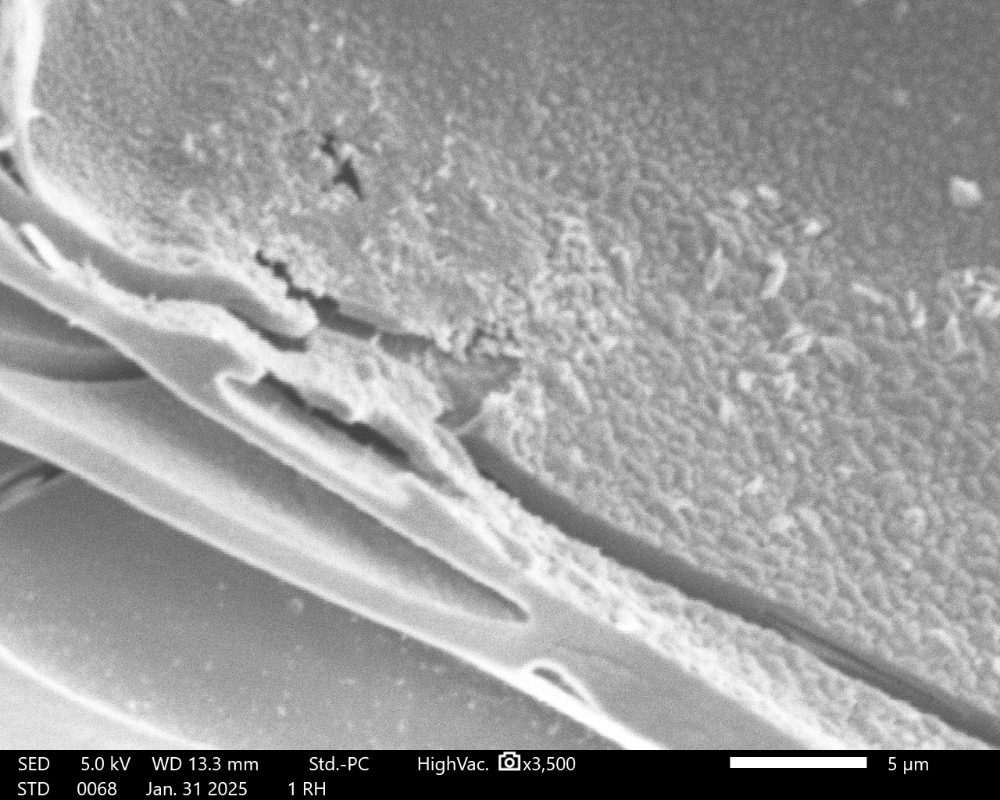 SED 5.0 kV WD 13.3 mm Std.-PC HighVac. x3,500 5 µm
STD 0068 Jan. 31 2025 1 RH